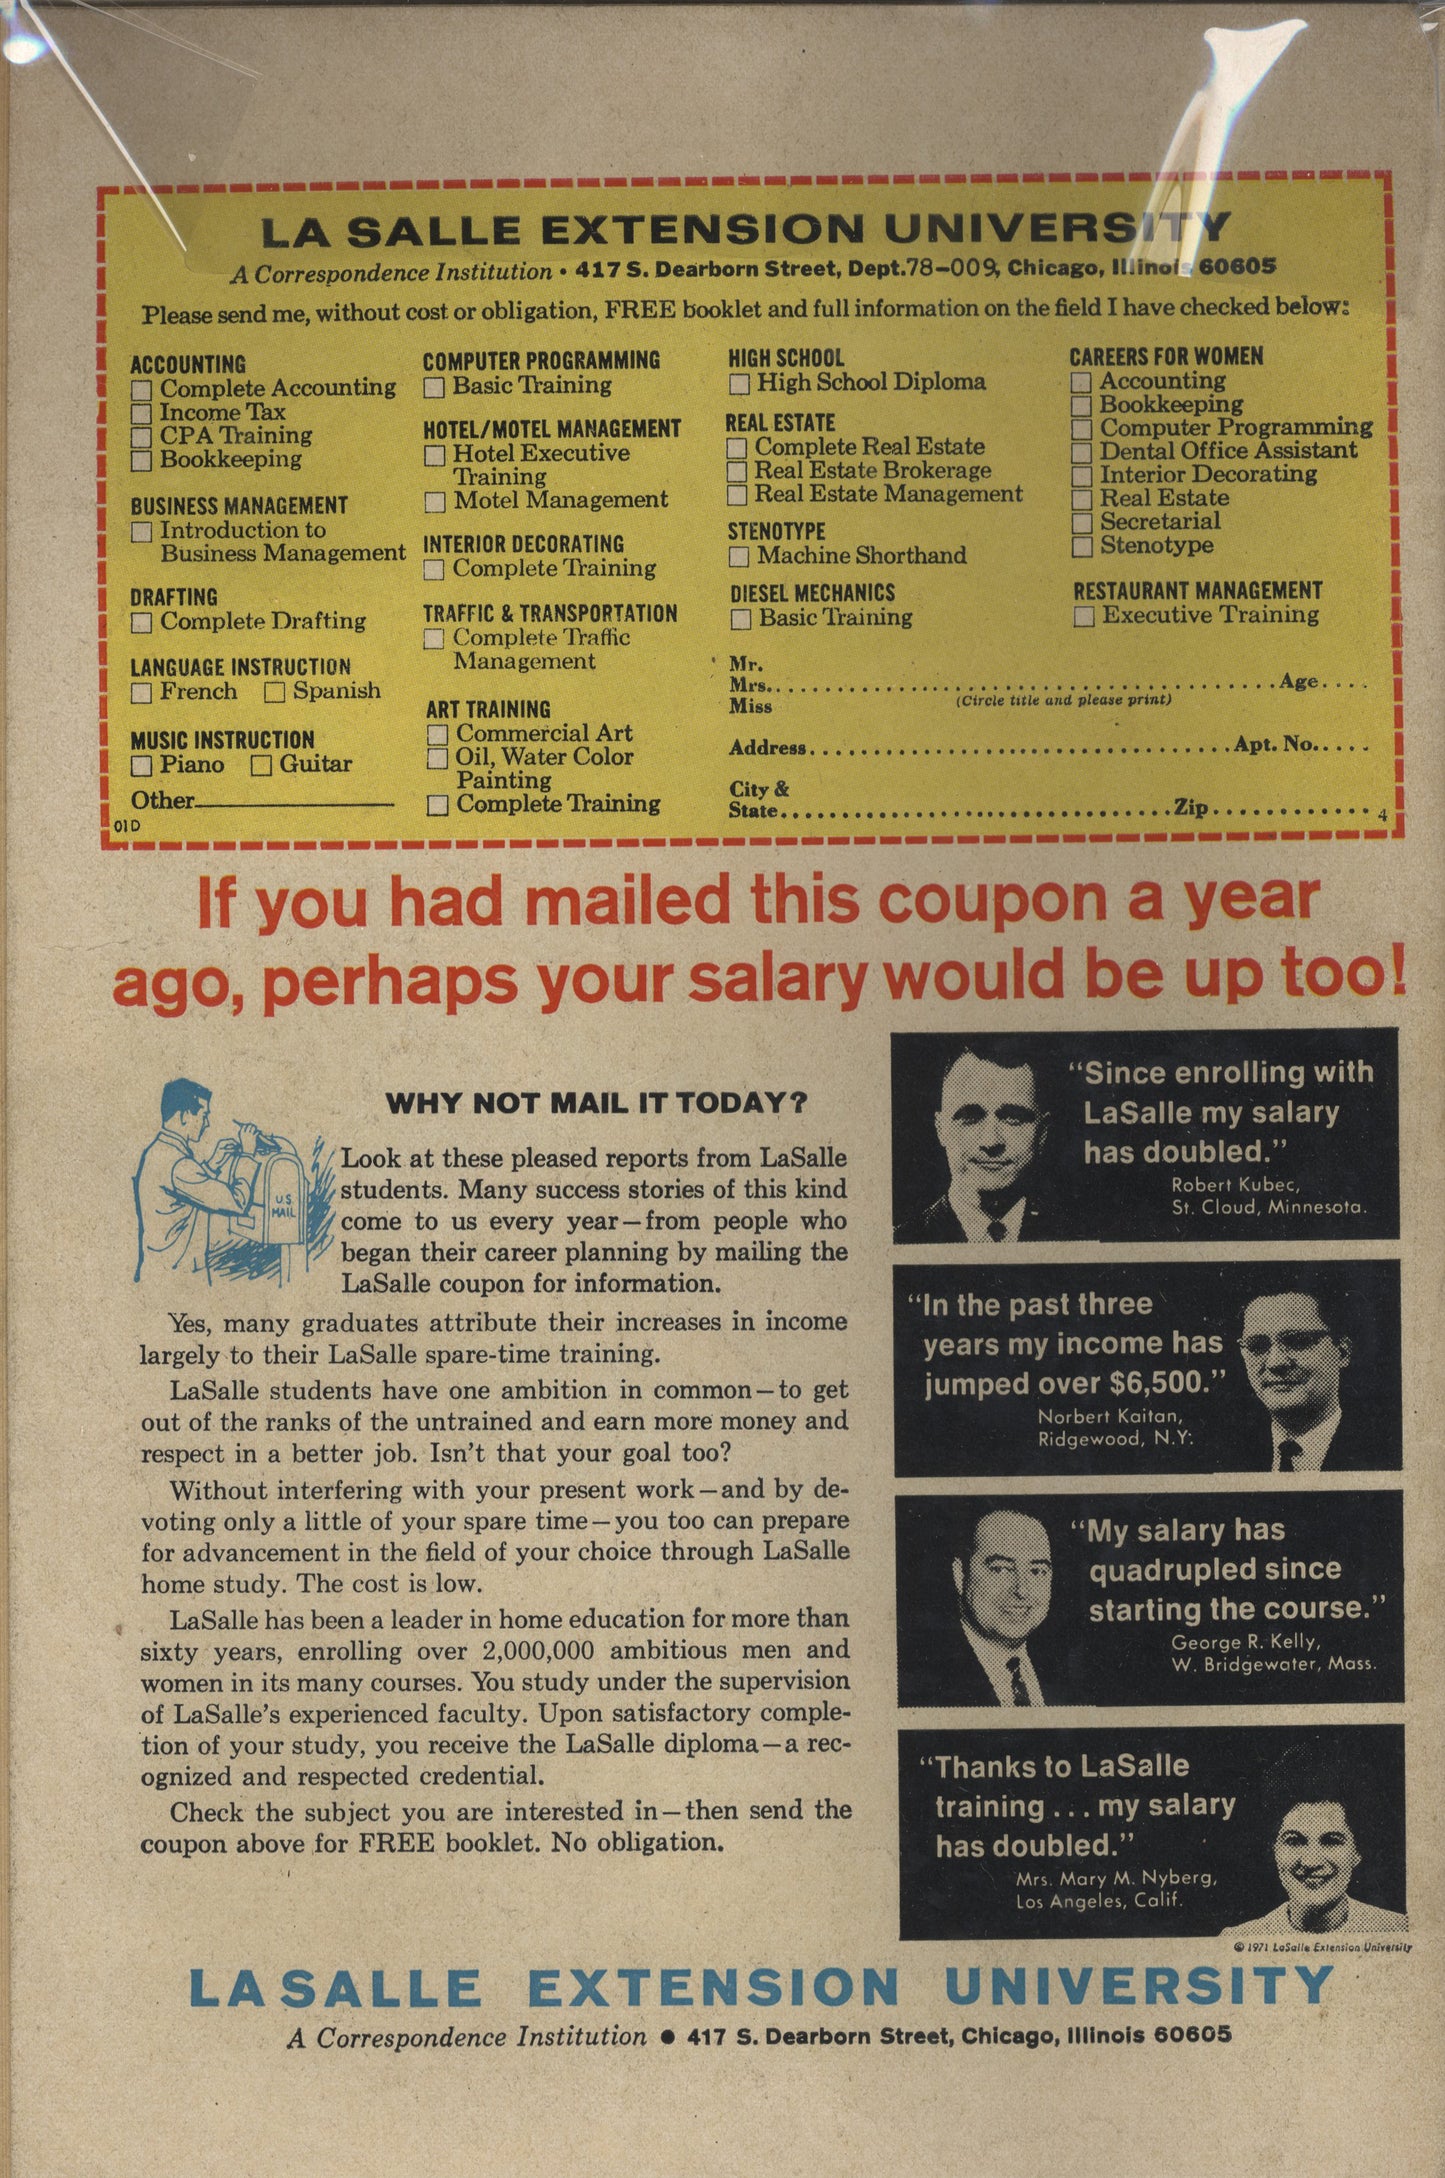 LA SALLE EXTENSION UNIVERSITY
A Correspondence Institution • 417 S. Dearborn Street, Dept. 78-009, Chicago, Illinois 60605
Please send me, without cost or obligation, FREE booklet and full information on the field I have checked below:
ACCOUNTING
Complete Accounting
Income Tax
CPA Training
Bookkeeping
BUSINESS MANAGEMENT
Introduction to
Business Management
DRAFTING
Complete Drafting
LANGUAGE INSTRUCTION
French Spanish
MUSIC INSTRUCTION
Piano Guitar
Other
01D
COMPUTER PROGRAMMING
Basic Training
HOTEL/MOTEL MANAGEMENT
Hotel Executive
Training
Motel Management
INTERIOR DECORATING
Complete Training
TRAFFIC & TRANSPORTATION
Complete Traffic
Management
ART TRAINING
Commercial Art
Oil, Water Color
Painting
Complete Training
HIGH SCHOOL
High School Diploma
REAL ESTATE
Complete Real Estate
Real Estate Brokerage
Real Estate Management
STENOTYPE
Machine Shorthand
DIESEL MECHANICS
Basic Training
CAREERS FOR WOMEN
Accounting
Bookkeeping
Computer Programming
Dental Office Assistant
Interior Decorating
Real Estate
Secretarial
Stenotype
RESTAURANT MANAGEMENT
Executive Training
Mr.
Mrs. Age
Miss
(Circle title and please print)
Address Apt. No.
City &
State Zip
4
If you had mailed this coupon a year
ago, perhaps your salary would be up too!
WHY NOT MAIL IT TODAY?
U.S.
MAIL
Look at these pleased reports from LaSalle
students. Many success stories of this kind
come to us every year—from people who
began their career planning by mailing the
LaSalle coupon for information.
Yes, many graduates attribute their increases in income
largely to their LaSalle spare-time training.
LaSalle students have one ambition in common—to get
out of the ranks of the untrained and earn more money and
respect in a better job. Isn't that your goal too?
Without interfering with your present work—and by de-
voting only a little of your spare time—you too can prepare
for advancement in the field of your choice through LaSalle
home study. The cost is low.
LaSalle has been a leader in home education for more than
sixty years, enrolling over 2,000,000 ambitious men and
women in its many courses. You study under the supervision
of LaSalle's experienced faculty. Upon satisfactory comple-
tion of your study, you receive the LaSalle diploma—a rec-
ognized and respected credential.
Check the subject you are interested in—then send the
coupon above for FREE booklet. No obligation.
"Since enrolling with
LaSalle my salary
has doubled."
Robert Kubec,
St. Cloud, Minnesota.
"In the past three
years my income has
jumped over $6,500."
Norbert Kaitan,
Ridgewood, N.Y.
"My salary has
quadrupled since
starting the course."
George R. Kelly,
W. Bridgewater, Mass.
"Thanks to LaSalle
training . . . my salary
has doubled."
Mrs. Mary M. Nyberg,
Los Angeles, Calif.
© 1971 LaSalle Extension University
LA SALLE EXTENSION UNIVERSITY
A Correspondence Institution • 417 S. Dearborn Street, Chicago, Illinois 60605